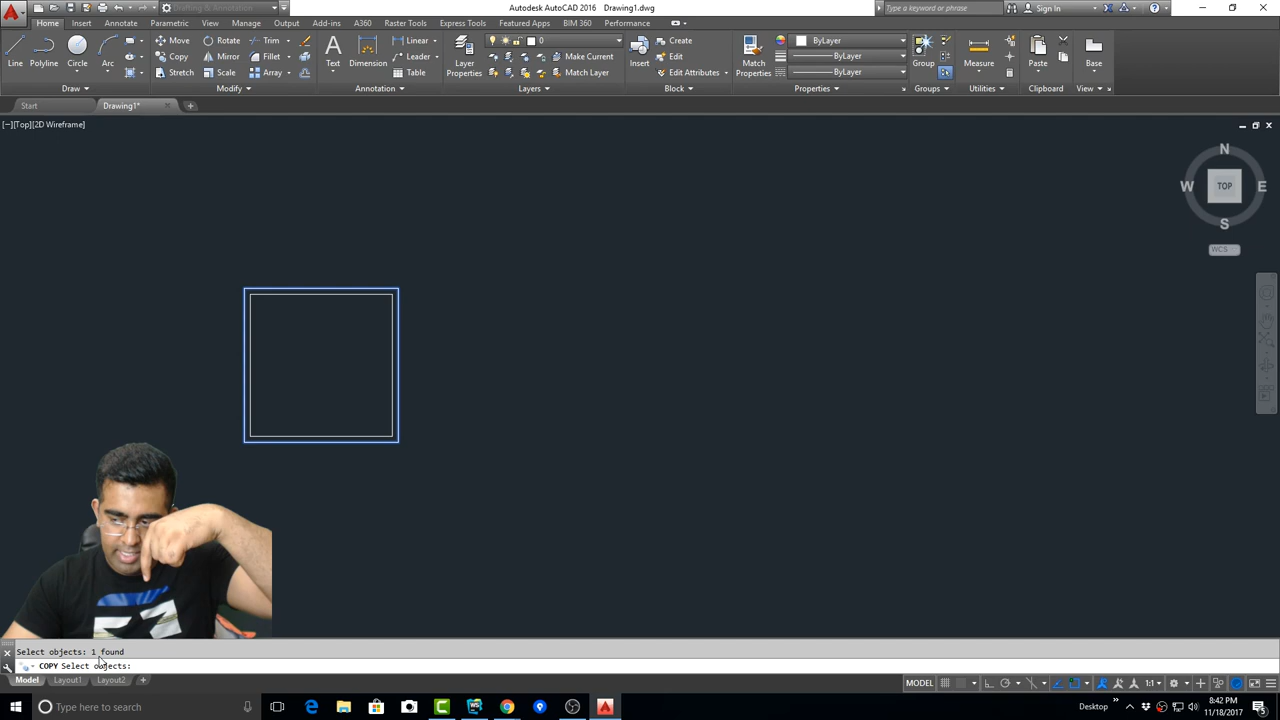 Drawing & Annotation
Autodesk AutoCAD 2016 Drawing1.dwg
Type a keyword or phrase
Sign In
Home Insert Annotate Parametric View Manage Output Add-ins A360 Raster Tools Express Tools Featured Apps BIM 360 Performance
Line Polyline Circle Arc
Move Rotate Trim
Copy Mirror Fillet
Stretch Scale Array
Text Dimension
Linear
Leader
Table
Layer Properties
0
Make Current
Match Layer
Insert
Create
Edit
Edit Attributes
Match Properties
ByLayer
ByLayer
ByLayer
Group
Measure
Paste
Base
Draw Modify Annotation Layers Block Properties Groups Utilities Clipboard View
Start Drawing1*
[−][Top][2D Wireframe]
N
W TOP E
S
WCS
Select objects: 1 found
COPY Select objects:
Model Layout1 Layout2
MODEL 1:1
Type here to search
Desktop
8:42 PM
11/18/2017